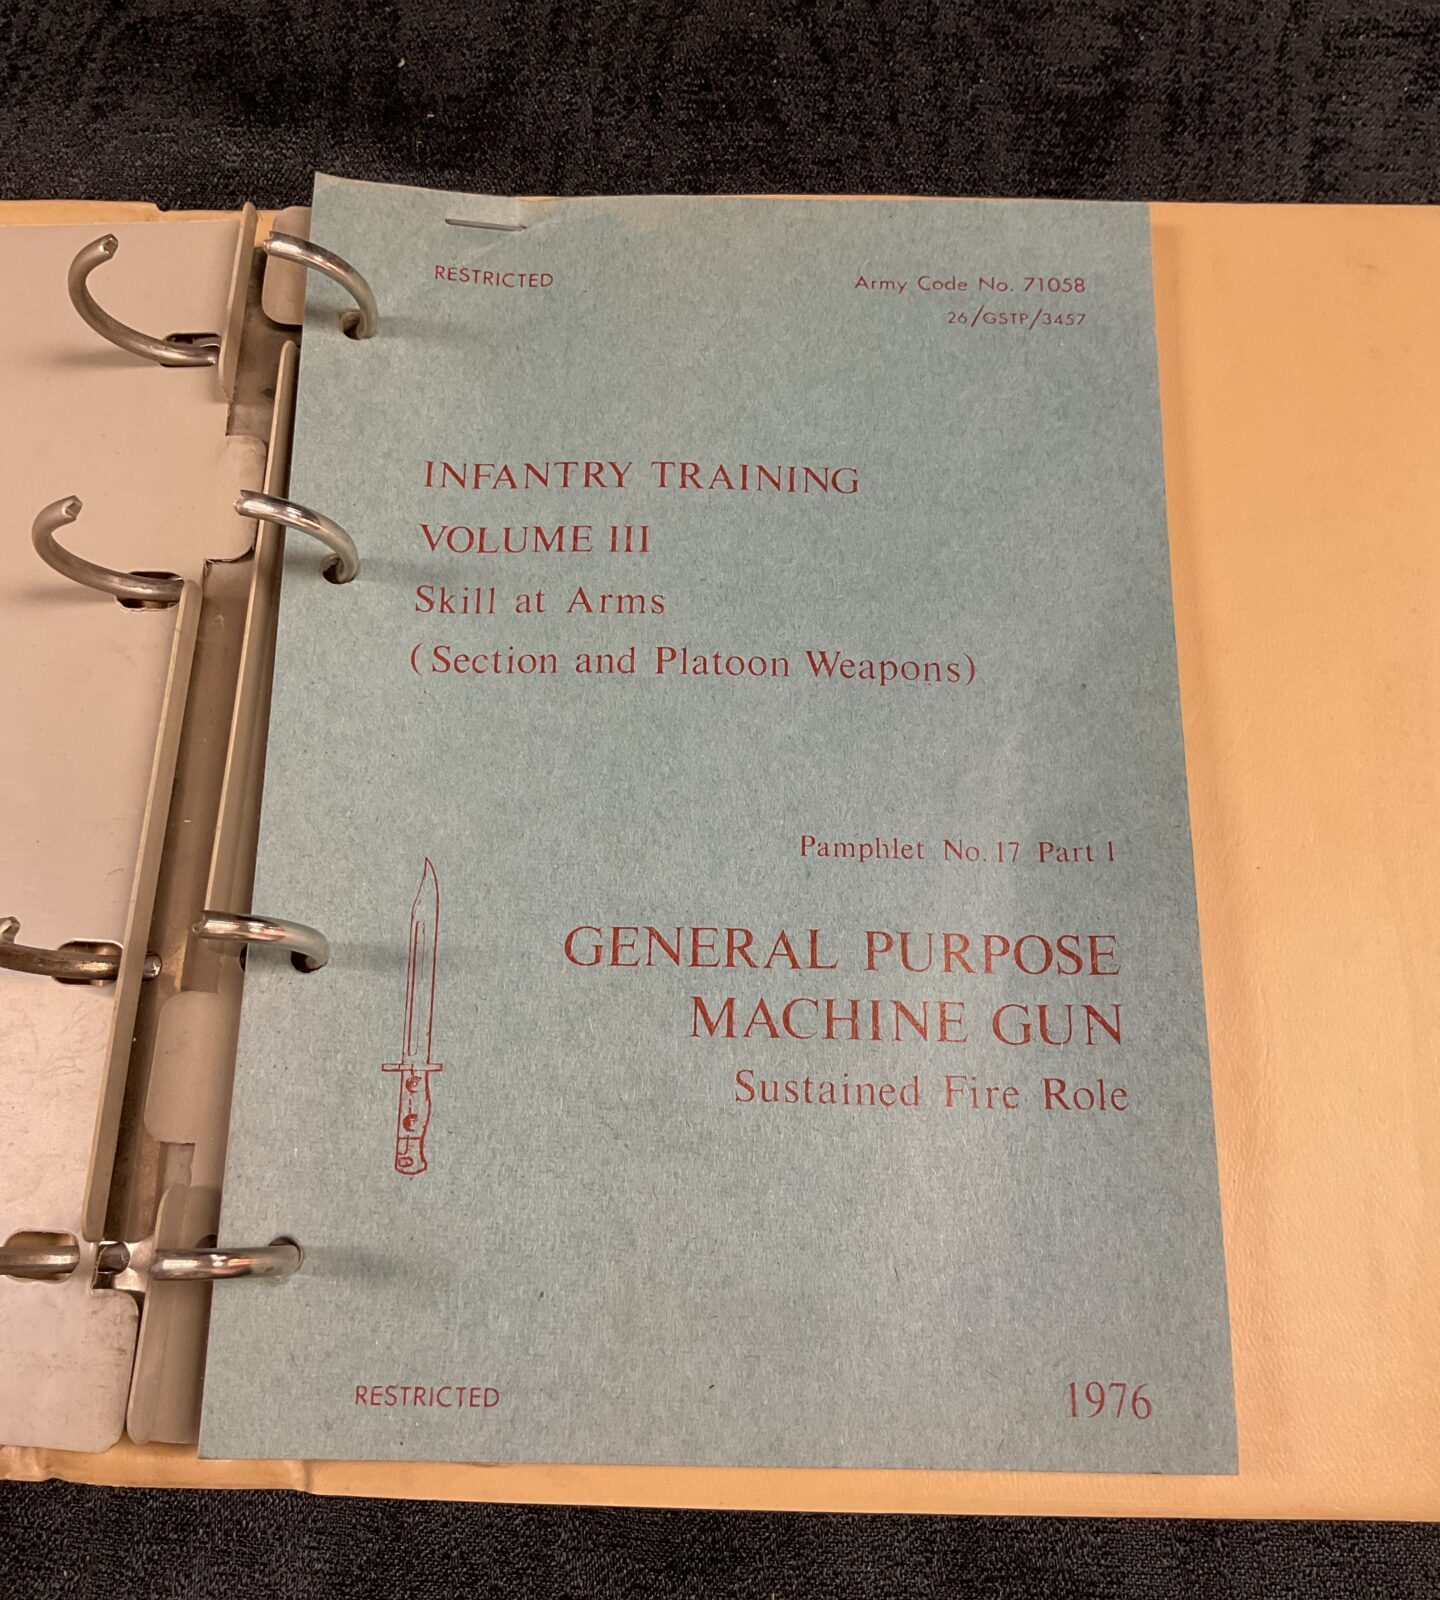 RESTRICTED
Army Code No. 71058
26/GSTP/3457
INFANTRY TRAINING
VOLUME III
Skill at Arms
(Section and Platoon Weapons)
Pamphlet No. 17 Part 1
GENERAL PURPOSE
MACHINE GUN
Sustained Fire Role
RESTRICTED
1976